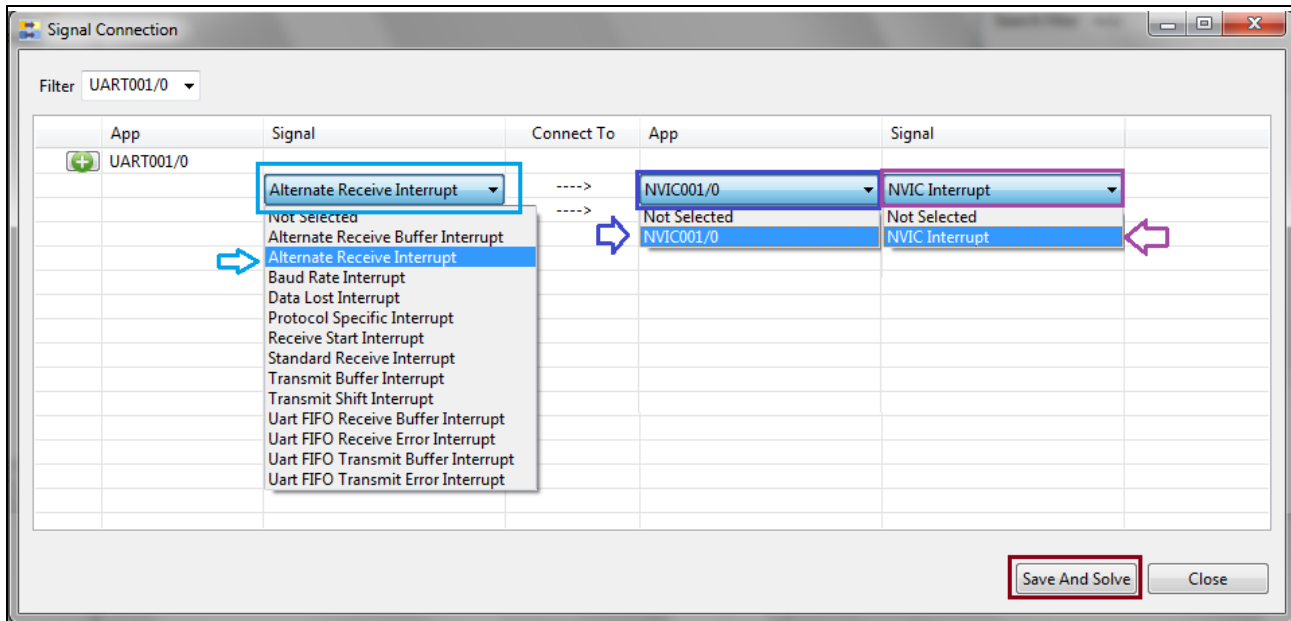 Signal Connection
Filter UART001/0
App Signal Connect To App Signal
UART001/0
Alternate Receive Interrupt ----> NVIC001/0 NVIC Interrupt
Not Selected ----> Not Selected Not Selected
Alternate Receive Buffer Interrupt NVIC001/0 NVIC Interrupt
Alternate Receive Interrupt
Baud Rate Interrupt
Data Lost Interrupt
Protocol Specific Interrupt
Receive Start Interrupt
Standard Receive Interrupt
Transmit Buffer Interrupt
Transmit Shift Interrupt
Uart FIFO Receive Buffer Interrupt
Uart FIFO Receive Error Interrupt
Uart FIFO Transmit Buffer Interrupt
Uart FIFO Transmit Error Interrupt
Save And Solve Close